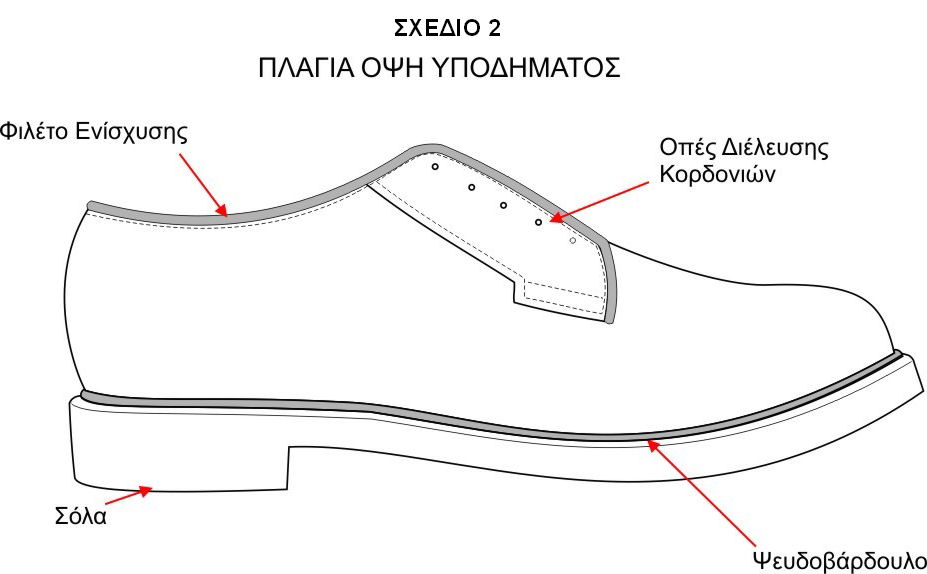 ΣΧΕΔΙΟ 2
ΠΛΑΓΙΑ ΟΨΗ ΥΠΟΔΗΜΑΤΟΣ
Φιλέτο Ενίσχυσης
Οπές Διέλευσης
Κορδονιών
Σόλα
Ψευδοβάρδουλο